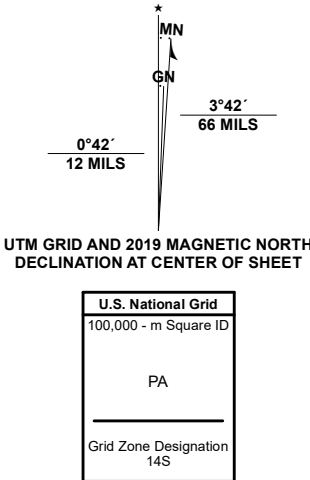 ★
MN
GN
3°42´
66 MILS
0°42´
12 MILS
UTM GRID AND 2019 MAGNETIC NORTH
DECLINATION AT CENTER OF SHEET
U.S. National Grid
100,000 - m Square ID
PA
Grid Zone Designation
14S